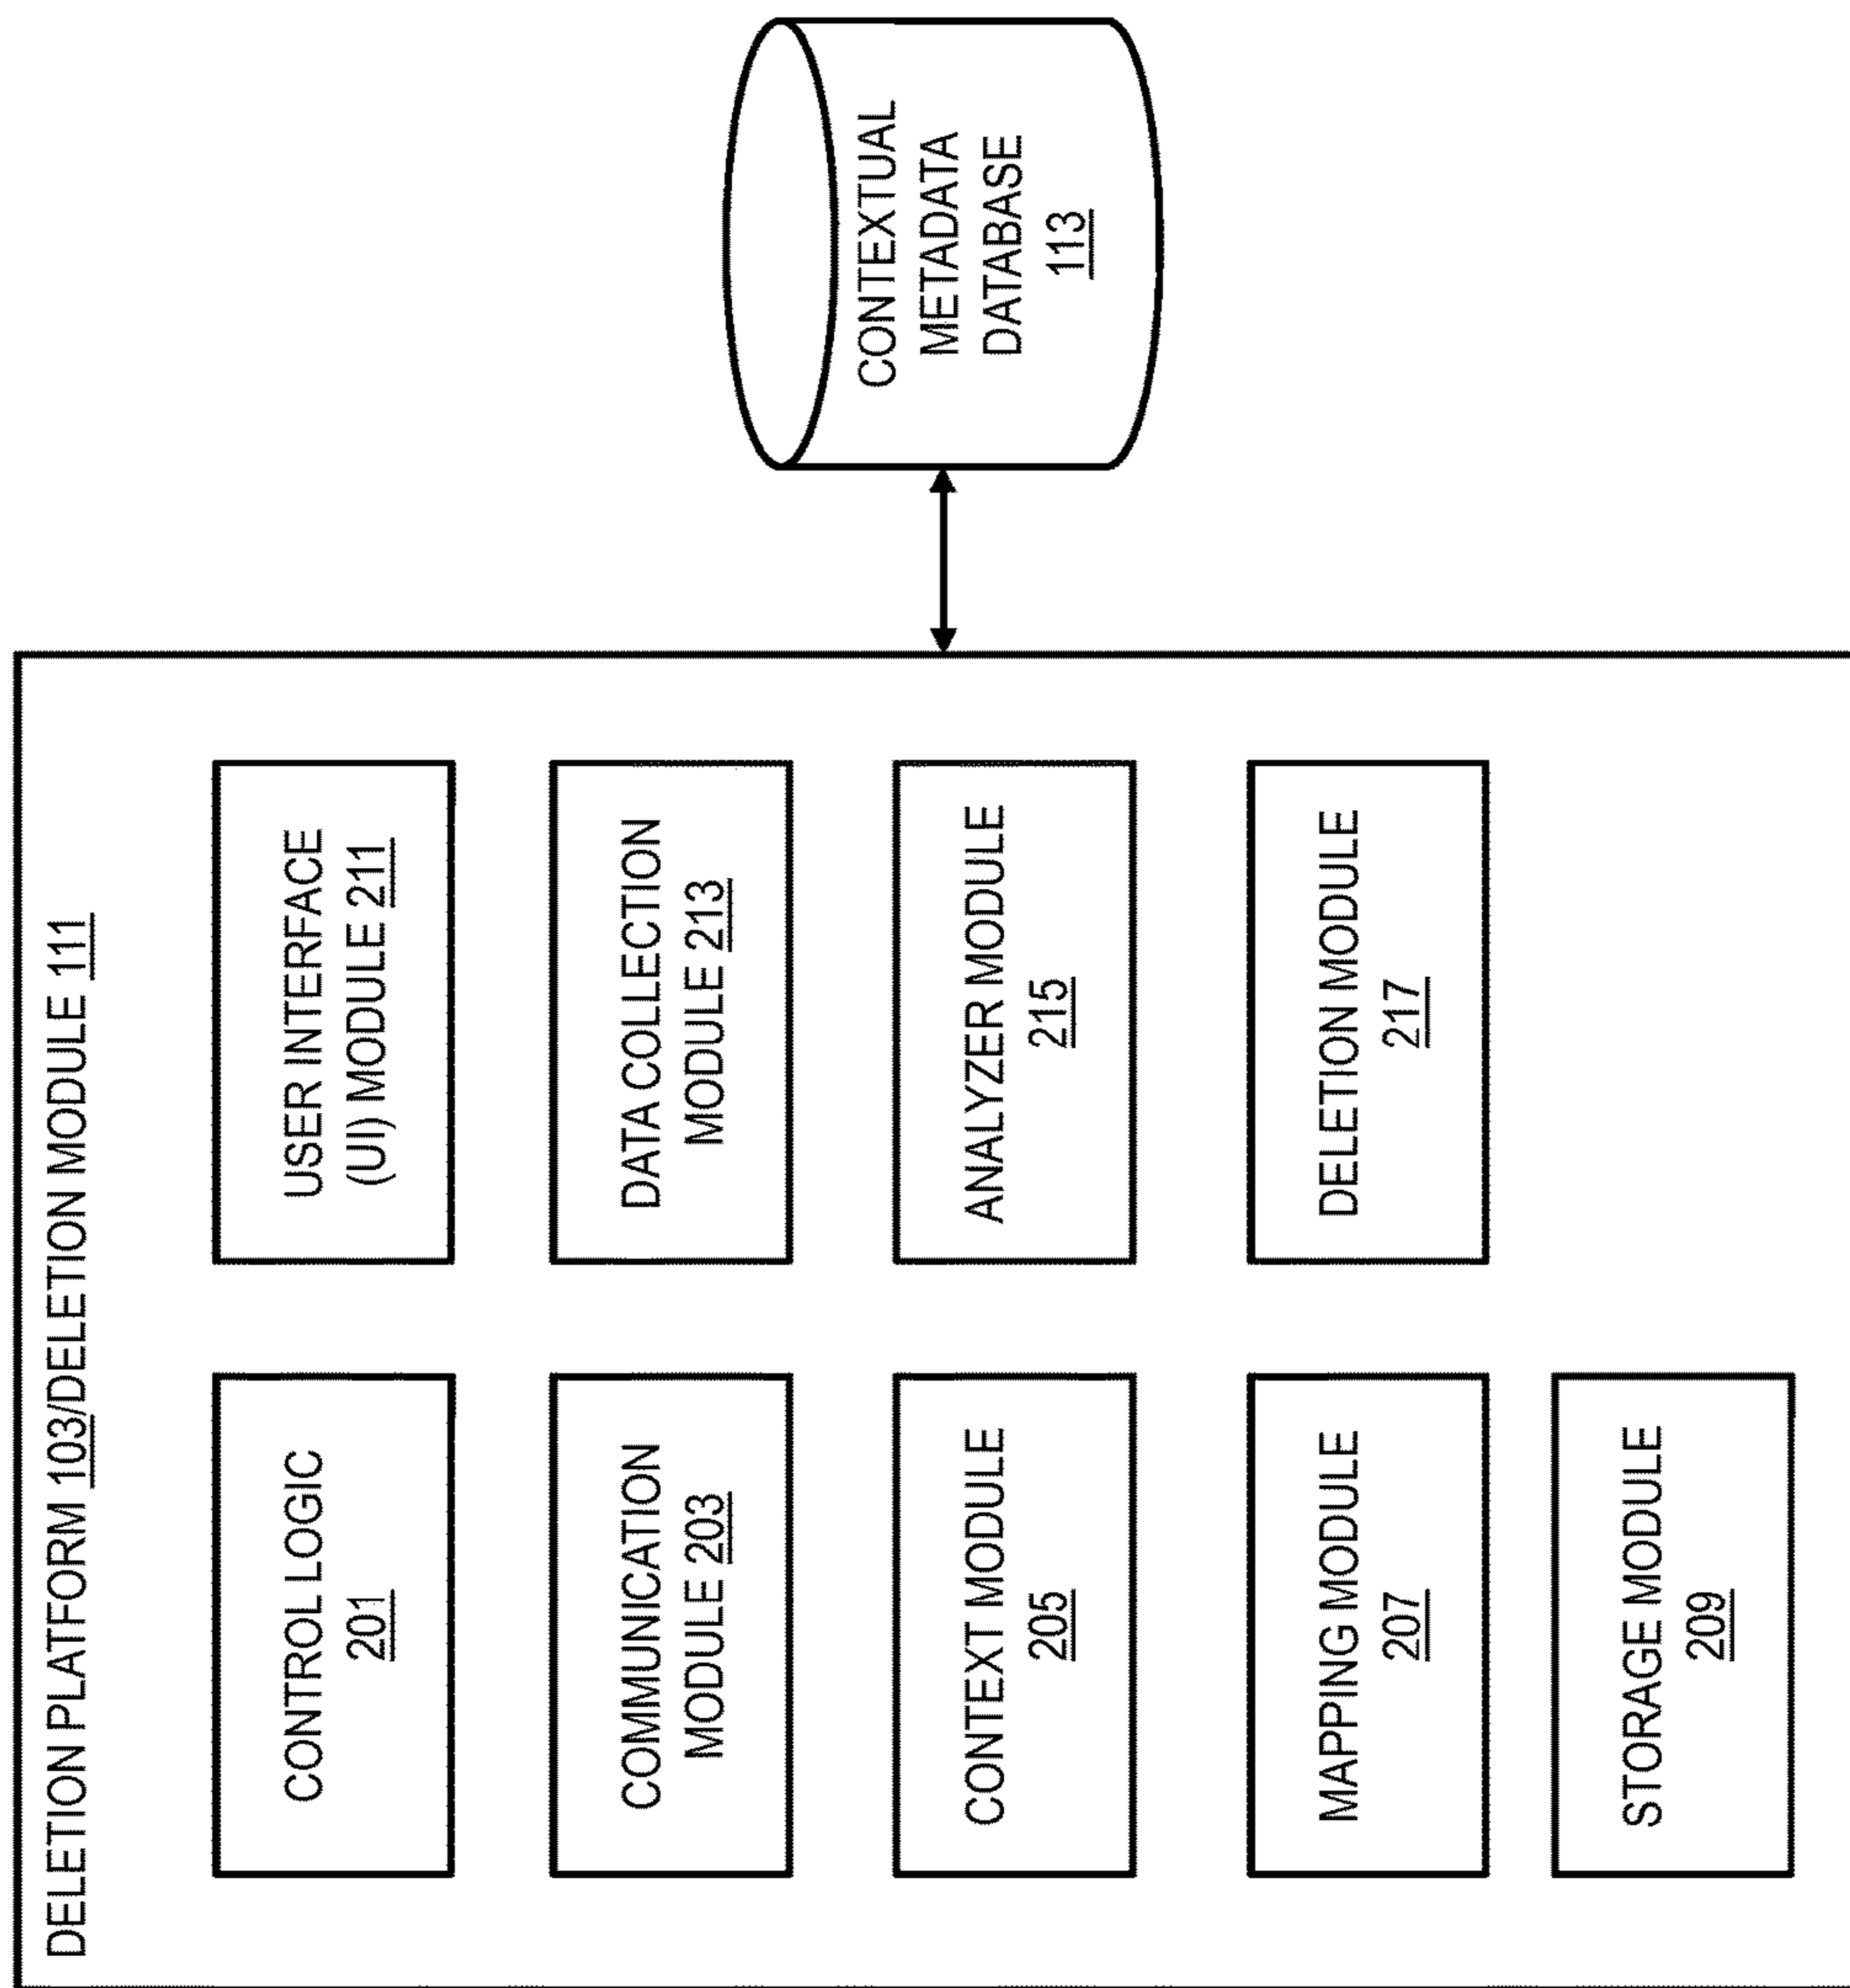 DELETION PLATFORM 103/DELETION MODULE 111
CONTROL LOGIC
201
USER INTERFACE
(UI) MODULE 211
COMMUNICATION
MODULE 203
DATA COLLECTION
MODULE 213
CONTEXT MODULE
205
ANALYZER MODULE
215
MAPPING MODULE
207
DELETION MODULE
217
STORAGE MODULE
209
CONTEXTUAL
METADATA
DATABASE
113